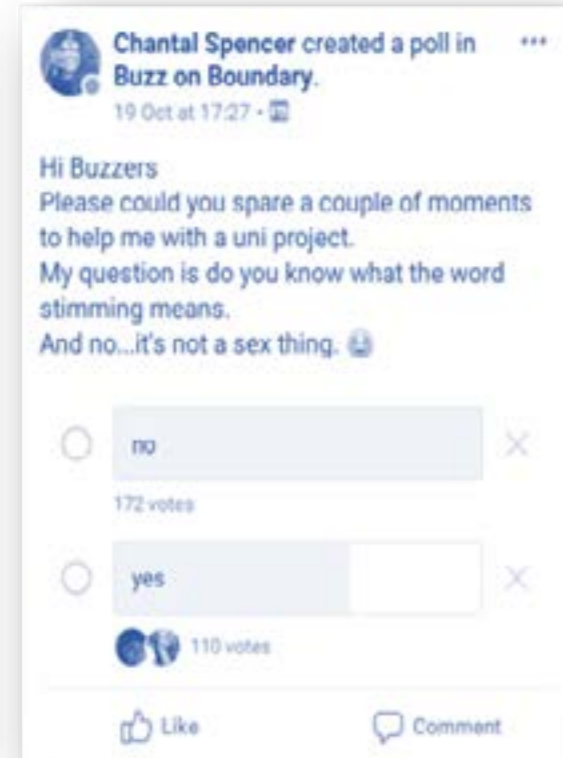 Chantal Spencer created a poll in
Buzz on Boundary.
19 Oct at 17:27 •
Hi Buzzers
Please could you spare a couple of moments
to help me with a uni project.
My question is do you know what the word
stimming means.
And no...it's not a sex thing.
no
172 votes
yes
110 votes
Like Comment